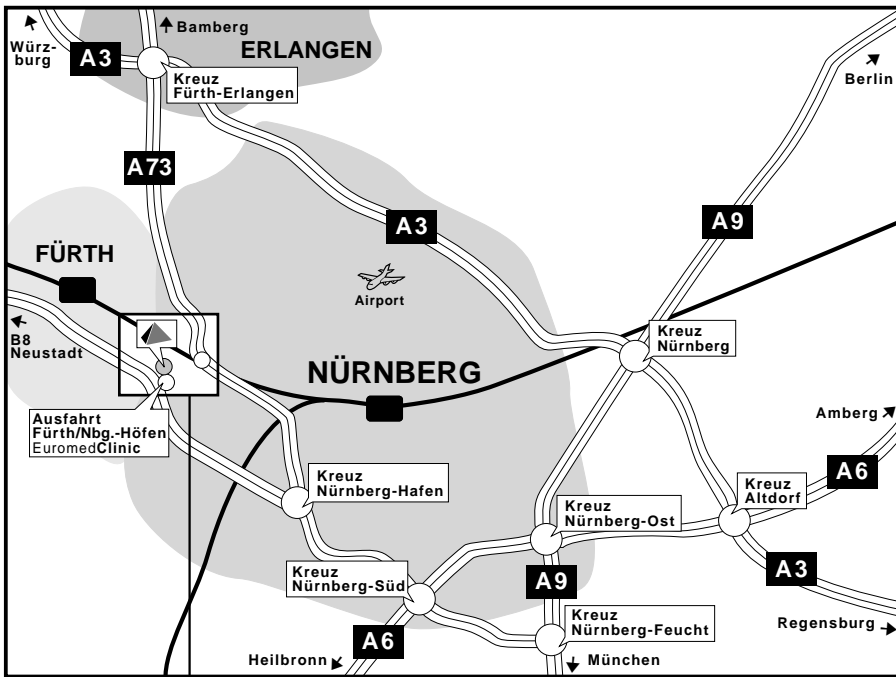 Bamberg
Würz-
burg
A3
ERLANGEN
Kreuz
Fürth-Erlangen
Berlin
A73
A3
A9
FÜRTH
Airport
B8
Neustadt
NÜRNBERG
Kreuz
Nürnberg
Ausfahrt
Fürth/Nbg.-Höfen
EuromedClinic
Amberg
A6
Kreuz
Nürnberg-Hafen
Kreuz
Altdorf
Kreuz
Nürnberg-Ost
Kreuz
Nürnberg-Süd
A9
A3
Kreuz
Nürnberg-Feucht
Regensburg
A6
Heilbronn
München